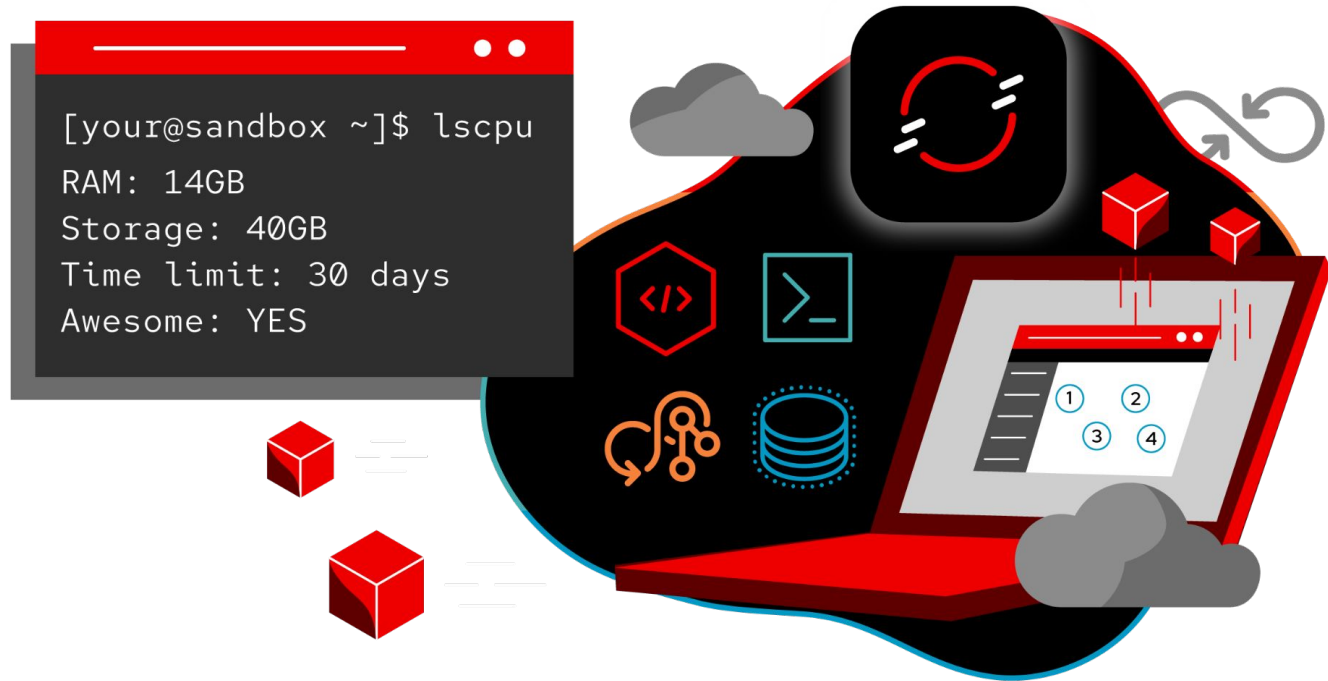 [your@sandbox ~]$ lscpu
RAM: 14GB
Storage: 40GB
Time limit: 30 days
Awesome: YES
</>
>_
1 2
3 4